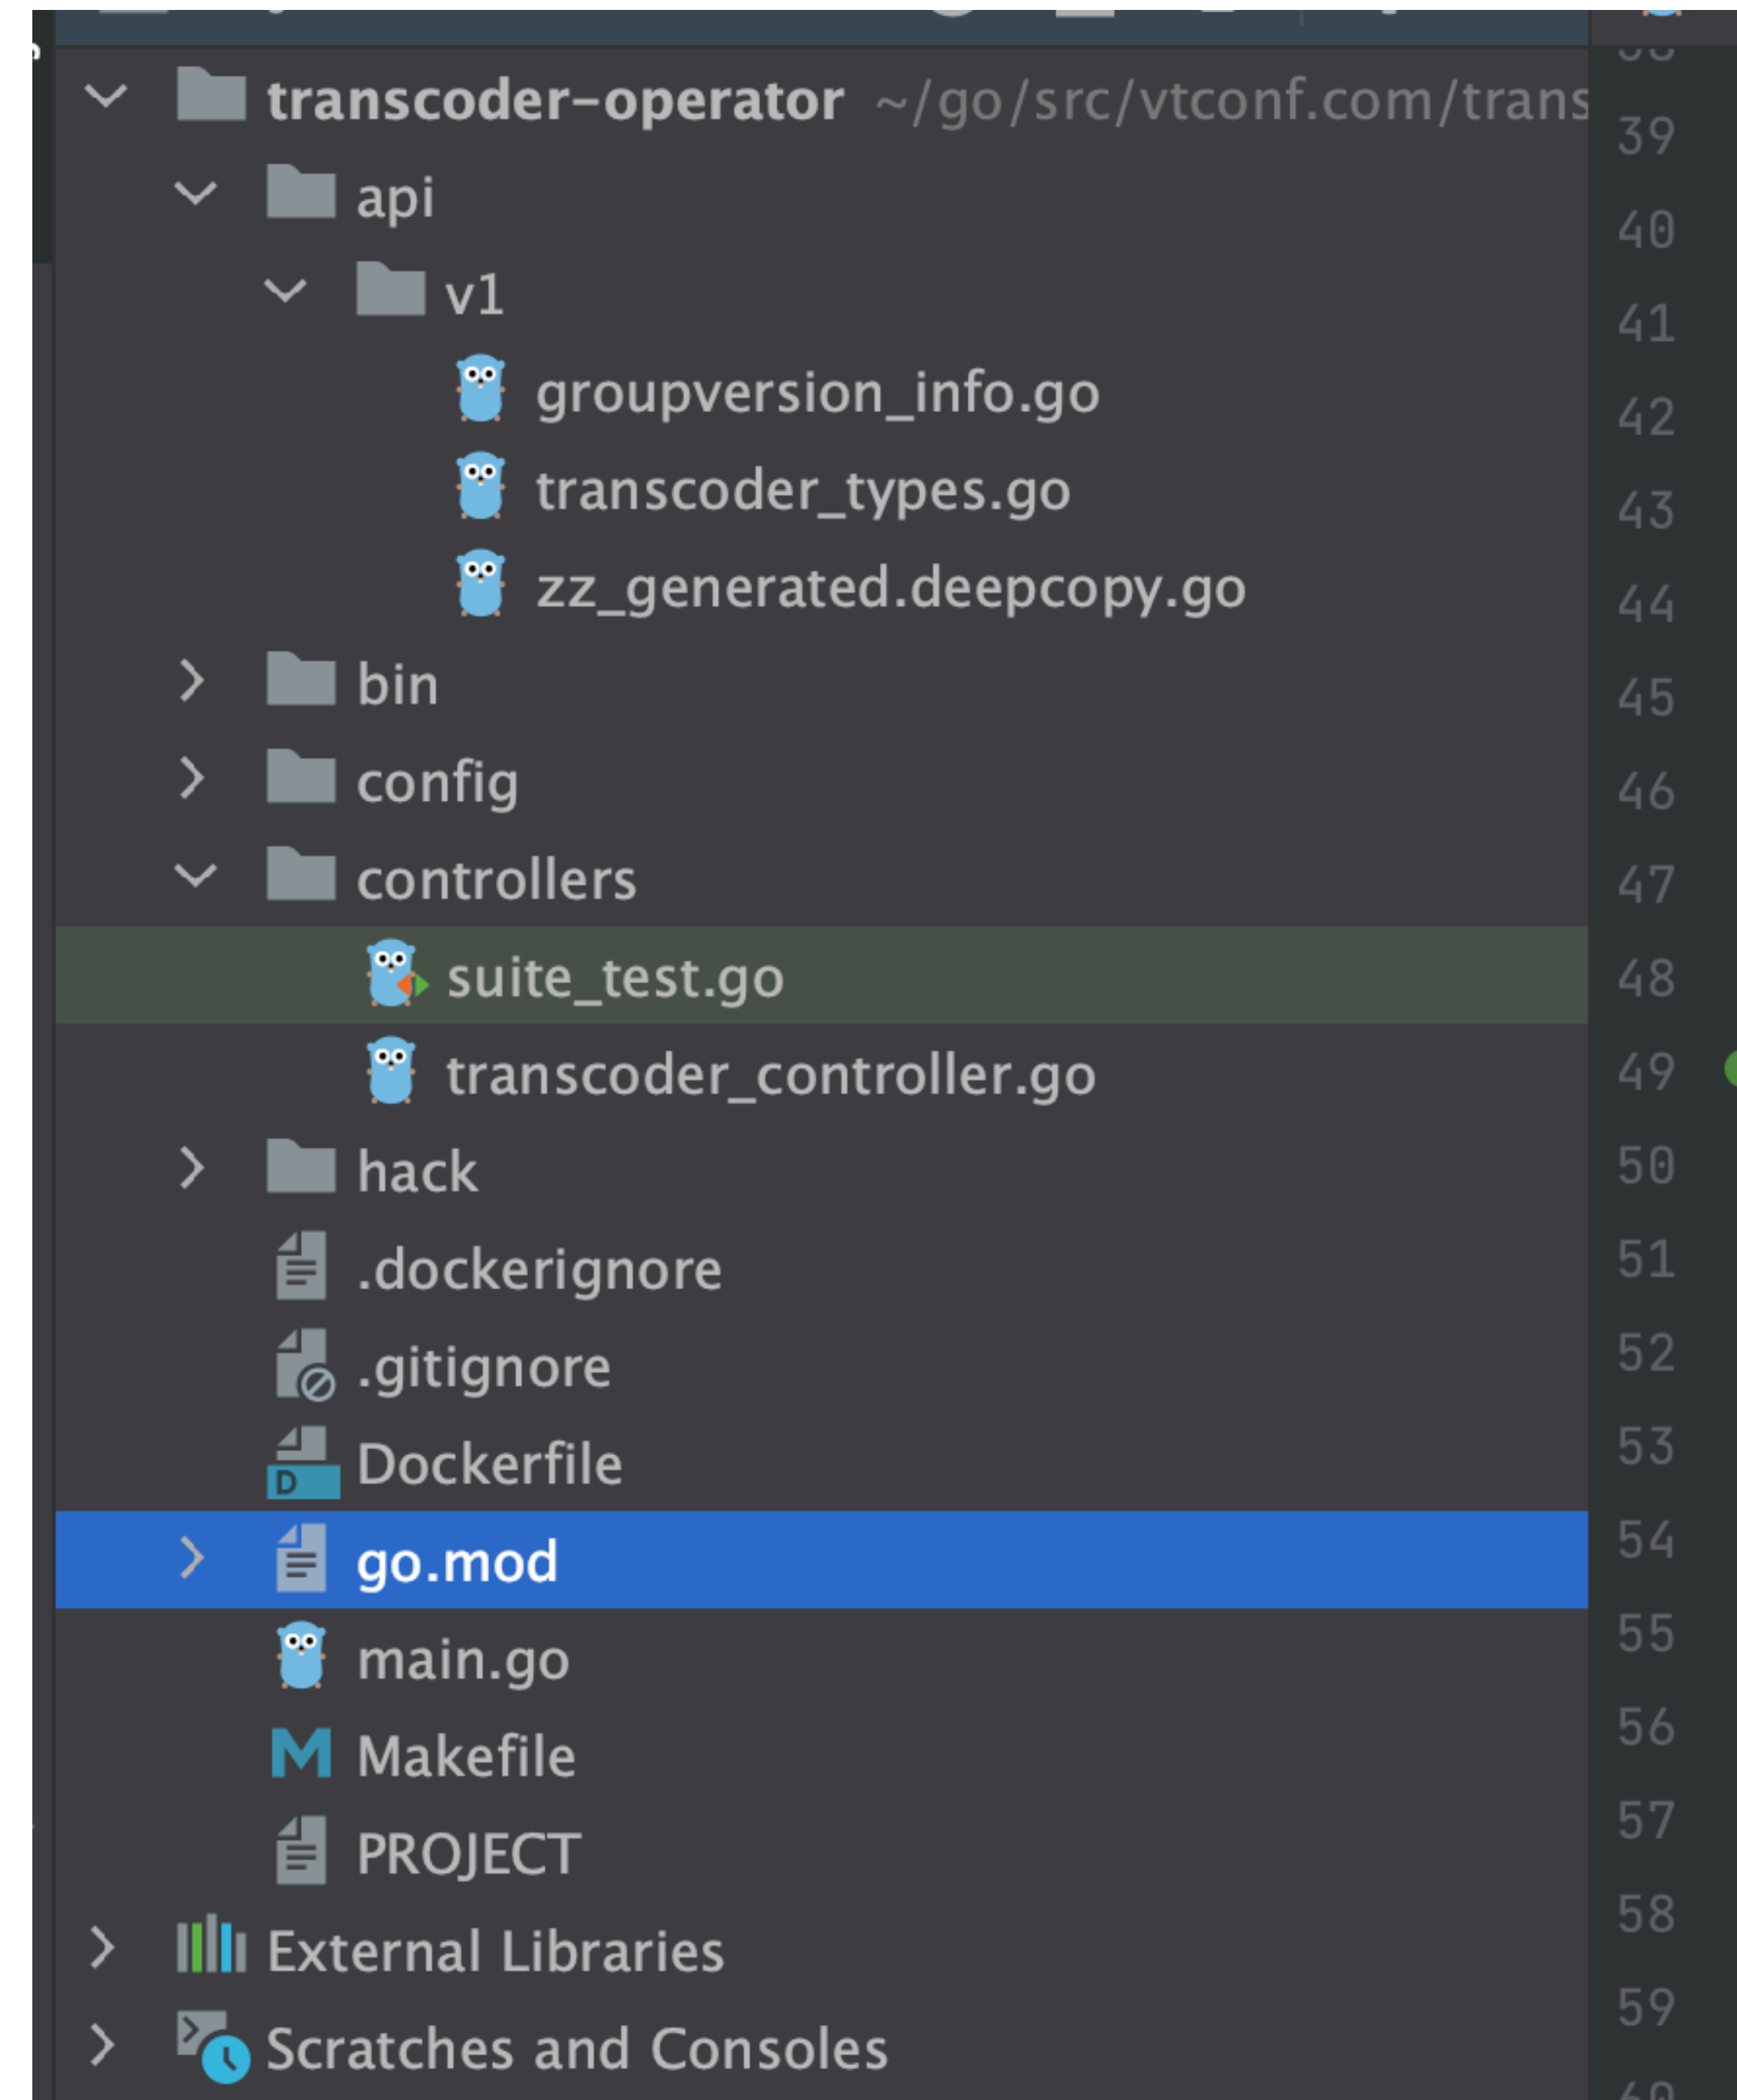 transcoder-operator ~/go/src/vtconf.com/trans
api
v1
groupversion_info.go
transcoder_types.go
zz_generated.deepcopy.go
bin
config
controllers
suite_test.go
transcoder_controller.go
hack
.dockerignore
.gitignore
D Dockerfile
go.mod
main.go
M Makefile
PROJECT
External Libraries
Scratches and Consoles
39
40
41
42
43
44
45
46
47
48
49
50
51
52
53
54
55
56
57
58
59